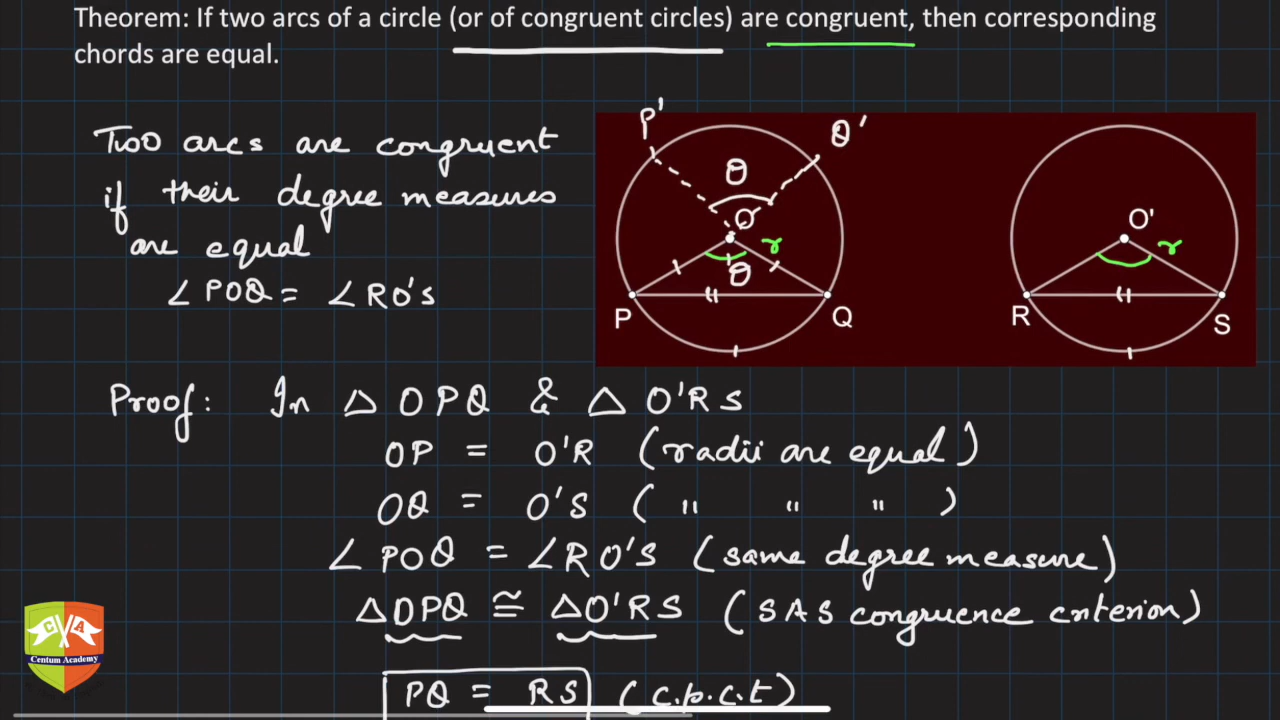 Theorem: If two arcs of a circle (or of congruent circles) are congruent, then corresponding
chords are equal.
Two arcs are congruent
if their degree measures
are equal
∠ POQ = ∠ RO's
P'
Q'
θ
O
r
θ
P
Q
O'
r
R
S
Proof: In △ OPQ & △ O'RS
OP = O'R (radii are equal)
OQ = O'S ( " " " )
∠ POQ = ∠RO'S (same degree measure)
△OPQ ≅ △O'RS (SAS congruence criterion)
PQ = RS (c.p.c.t)
C A
Centum Academy